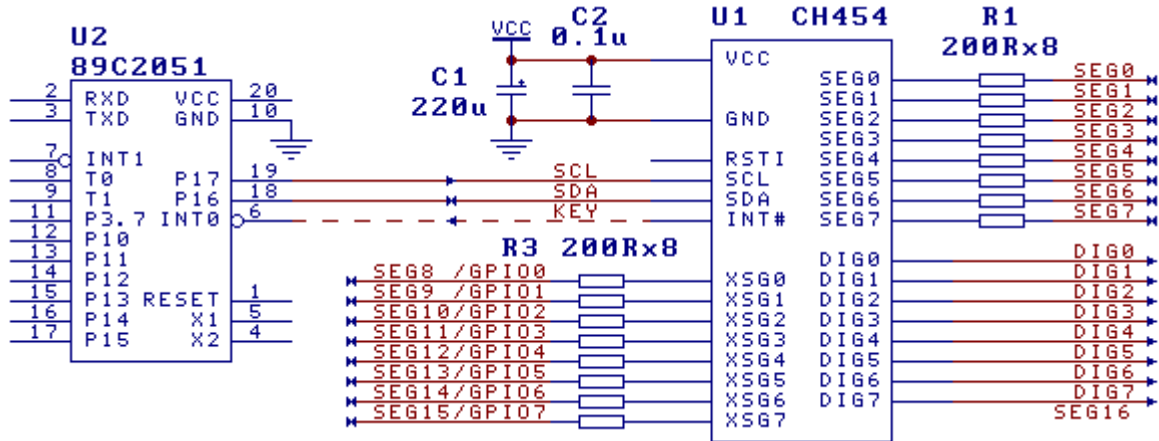 U2
89C2051
2 RXD VCC 20
3 TXD GND 10
7 INT1
8 T0 P17 19
9 T1 P16 18
11 P3.7 INT0 6
12 P10
13 P11
14 P12
15 P13 RESET 1
16 P14 X1 5
17 P15 X2 4
VCC
C2
0.1u
C1
220u
SCL
SDA
KEY
R3 200Rx8
SEG8 /GPIO0
SEG9 /GPIO1
SEG10/GPIO2
SEG11/GPIO3
SEG12/GPIO4
SEG13/GPIO5
SEG14/GPIO6
SEG15/GPIO7
U1 CH454
VCC
GND
RSTI
SCL
SDA
INT#
XSG0
XSG1
XSG2
XSG3
XSG4
XSG5
XSG6
XSG7
SEG0
SEG1
SEG2
SEG3
SEG4
SEG5
SEG6
SEG7
DIG0
DIG1
DIG2
DIG3
DIG4
DIG5
DIG6
DIG7
R1
200Rx8
SEG0
SEG1
SEG2
SEG3
SEG4
SEG5
SEG6
SEG7
DIG0
DIG1
DIG2
DIG3
DIG4
DIG5
DIG6
DIG7
SEG16